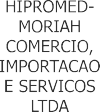 HIPROMED-
MORIAH
COMERCIO,
IMPORTACAO
E SERVICOS
LTDA